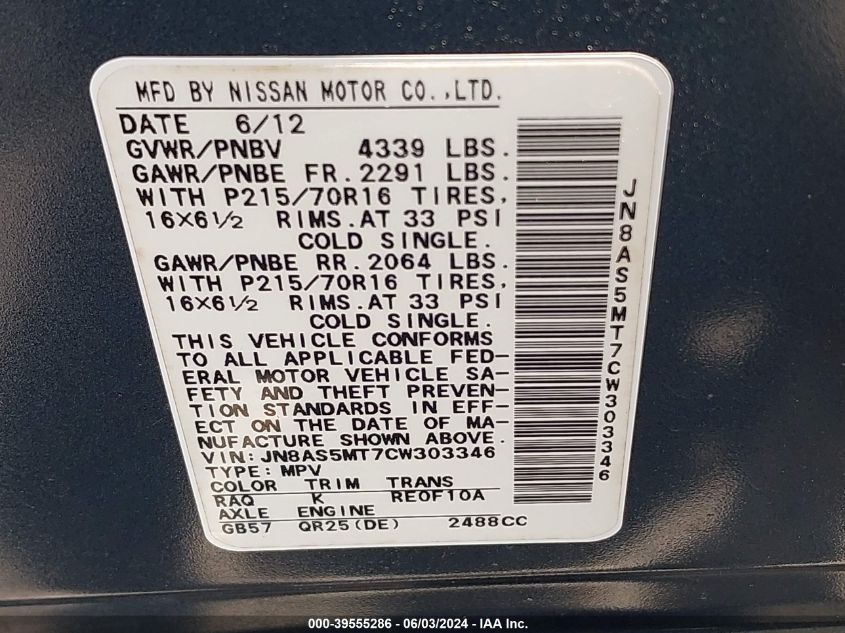 MFD BY NISSAN MOTOR CO.,LTD.
DATE 6/12
GVWR/PNBV 4339 LBS.
GAWR/PNBE FR.2291 LBS.
WITH P215/70R16 TIRES,
16X6½ RIMS.AT 33 PSI
COLD SINGLE.
GAWR/PNBE RR.2064 LBS.
WITH P215/70R16 TIRES,
16X6½ RIMS.AT 33 PSI
COLD SINGLE.
THIS VEHICLE CONFORMS
TO ALL APPLICABLE FED-
ERAL MOTOR VEHICLE SA-
FETY AND THEFT PREVEN-
TION STANDARDS IN EFF-
ECT ON THE DATE OF MA-
NUFACTURE SHOWN ABOVE.
VIN:JN8AS5MT7CW303346
TYPE:MPV
COLOR TRIM TRANS
RAQ K RE0F10A
AXLE ENGINE
GB57 QR25(DE) 2488CC
JN8AS5MT7CW303346
000-39555286 - 06/03/2024 - IAA Inc.